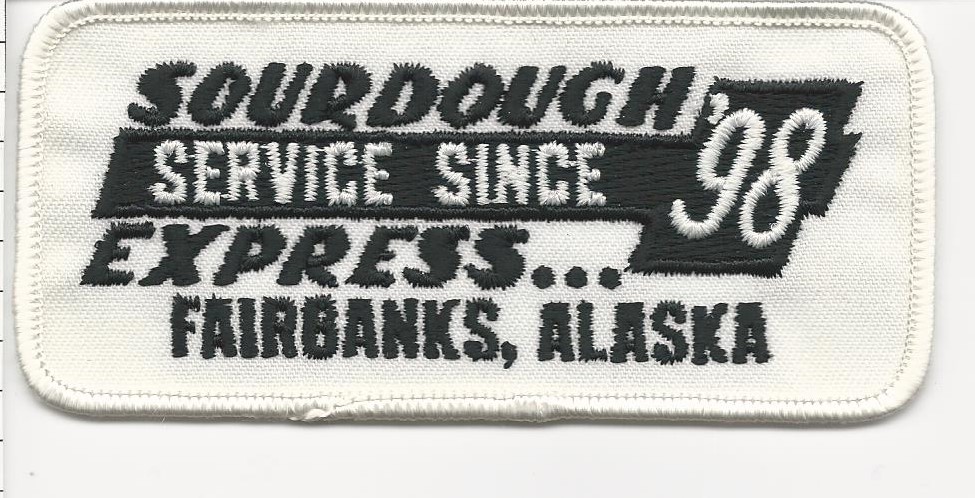 SOURDOUGH
SERVICE SINCE '98
EXPRESS...
FAIRBANKS, ALASKA